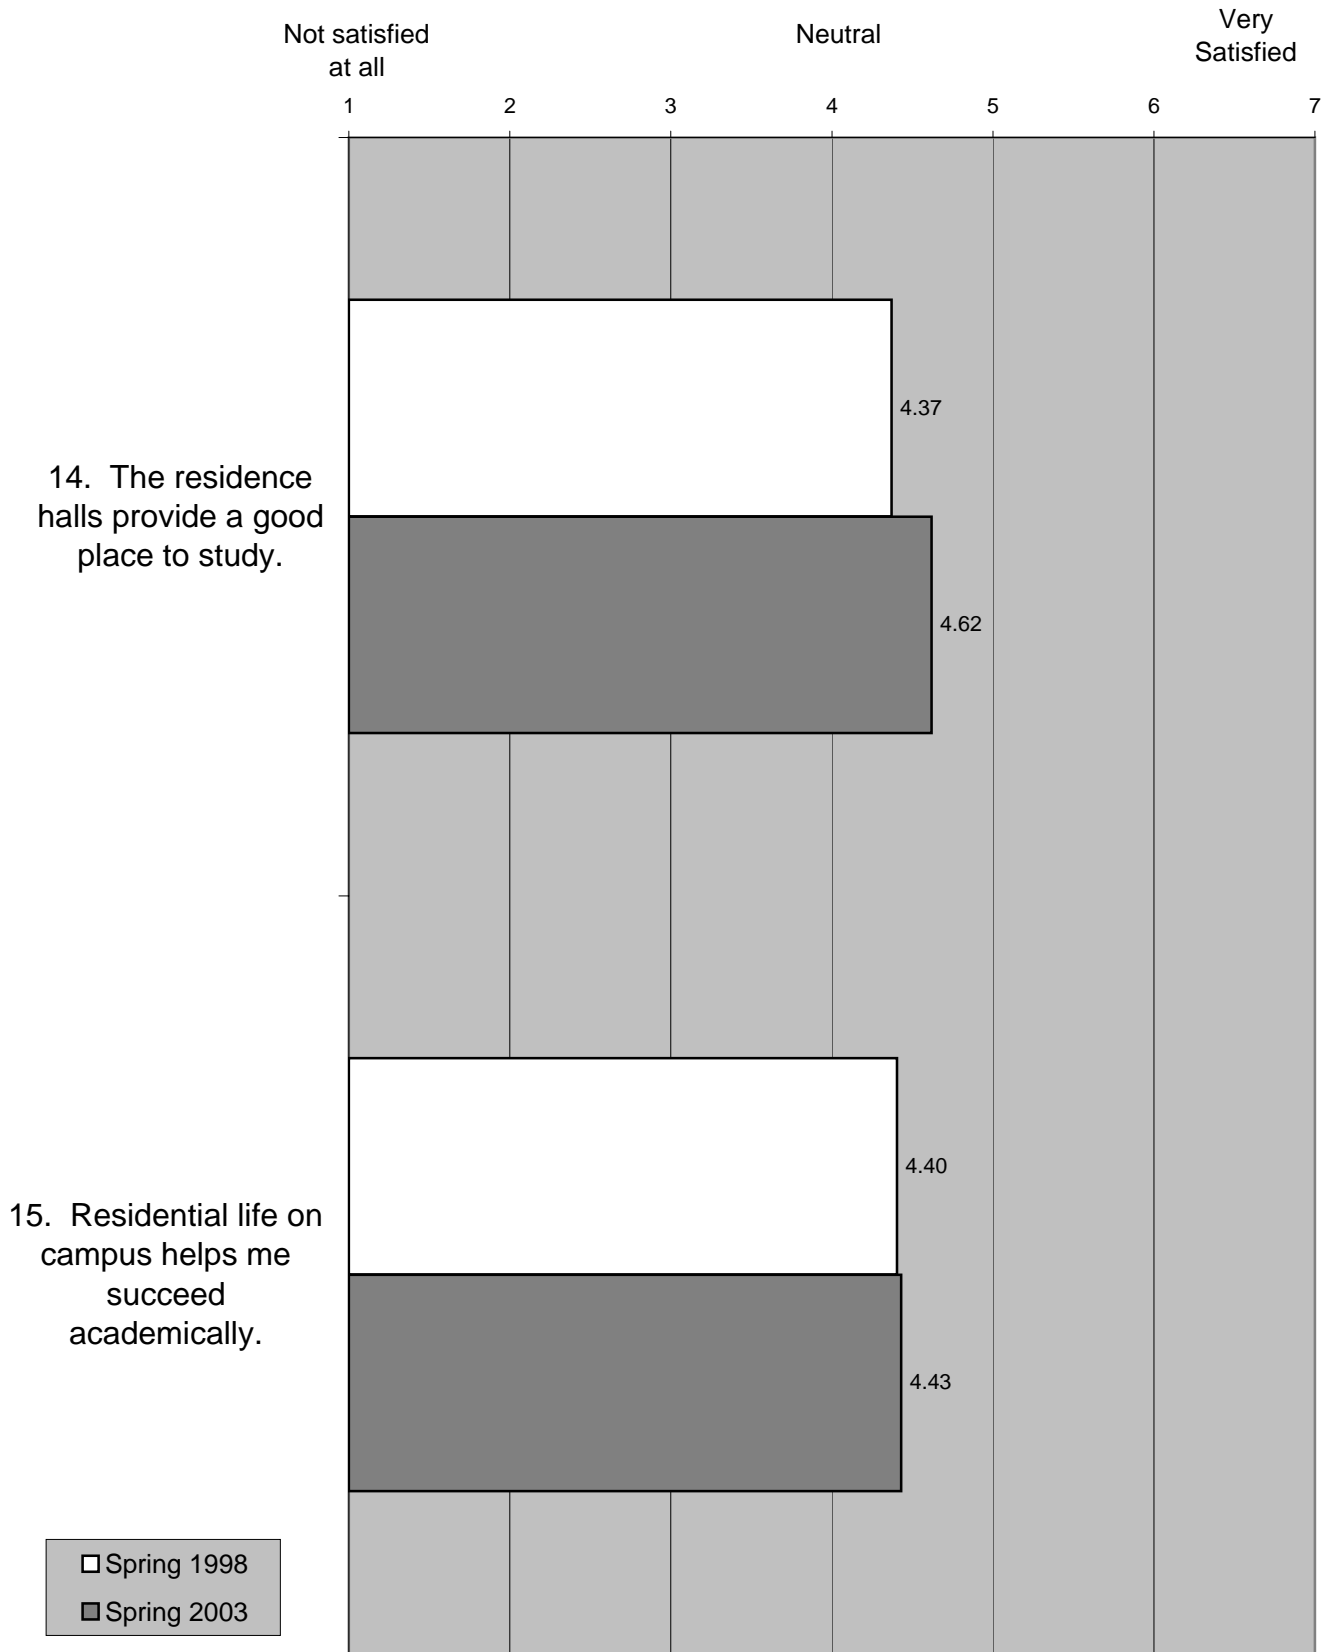 Not satisfied
at all
Neutral
Very
Satisfied
1 2 3 4 5 6 7
14. The residence
halls provide a good
place to study.
4.37
4.62
15. Residential life on
campus helps me
succeed
academically.
4.40
4.43
Spring 1998
Spring 2003